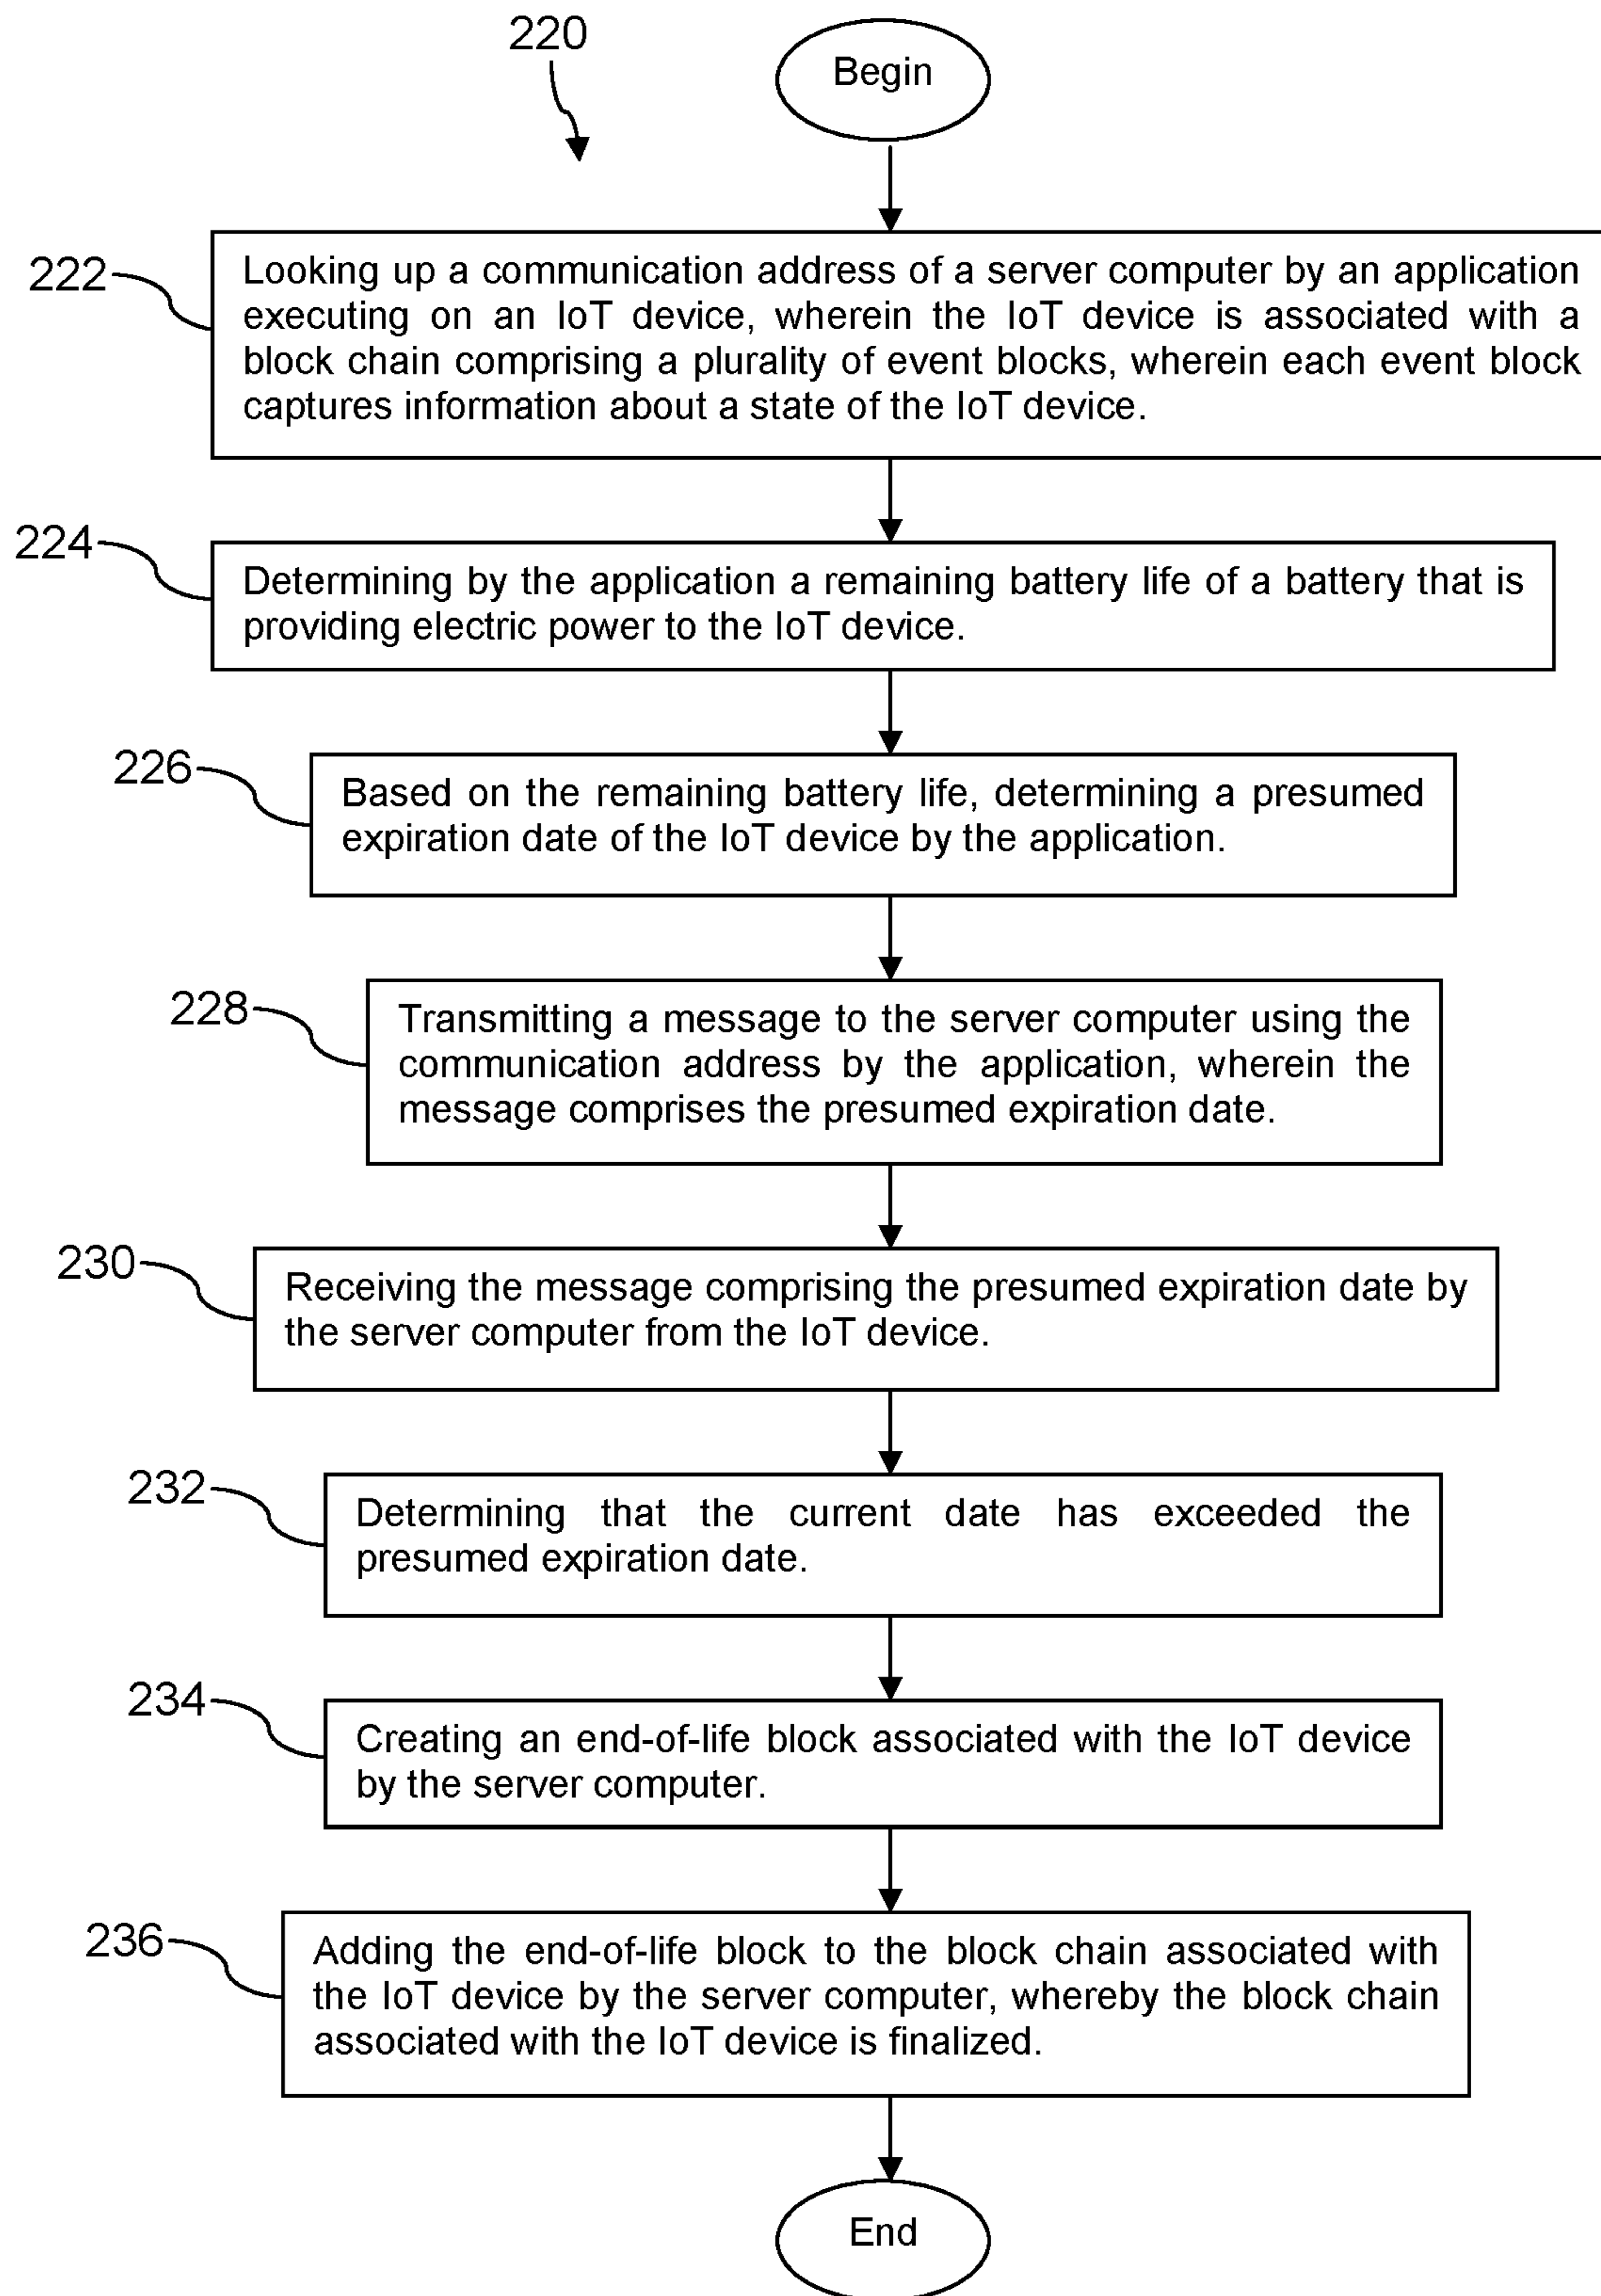 220
Begin
222
Looking up a communication address of a server computer by an application
executing on an IoT device, wherein the IoT device is associated with a
block chain comprising a plurality of event blocks, wherein each event block
captures information about a state of the IoT device.
224
Determining by the application a remaining battery life of a battery that is
providing electric power to the IoT device.
226
Based on the remaining battery life, determining a presumed
expiration date of the IoT device by the application.
228
Transmitting a message to the server computer using the
communication address by the application, wherein the
message comprises the presumed expiration date.
230
Receiving the message comprising the presumed expiration date by
the server computer from the IoT device.
232
Determining that the current date has exceeded the
presumed expiration date.
234
Creating an end-of-life block associated with the IoT device
by the server computer.
236
Adding the end-of-life block to the block chain associated with
the IoT device by the server computer, whereby the block chain
associated with the IoT device is finalized.
End